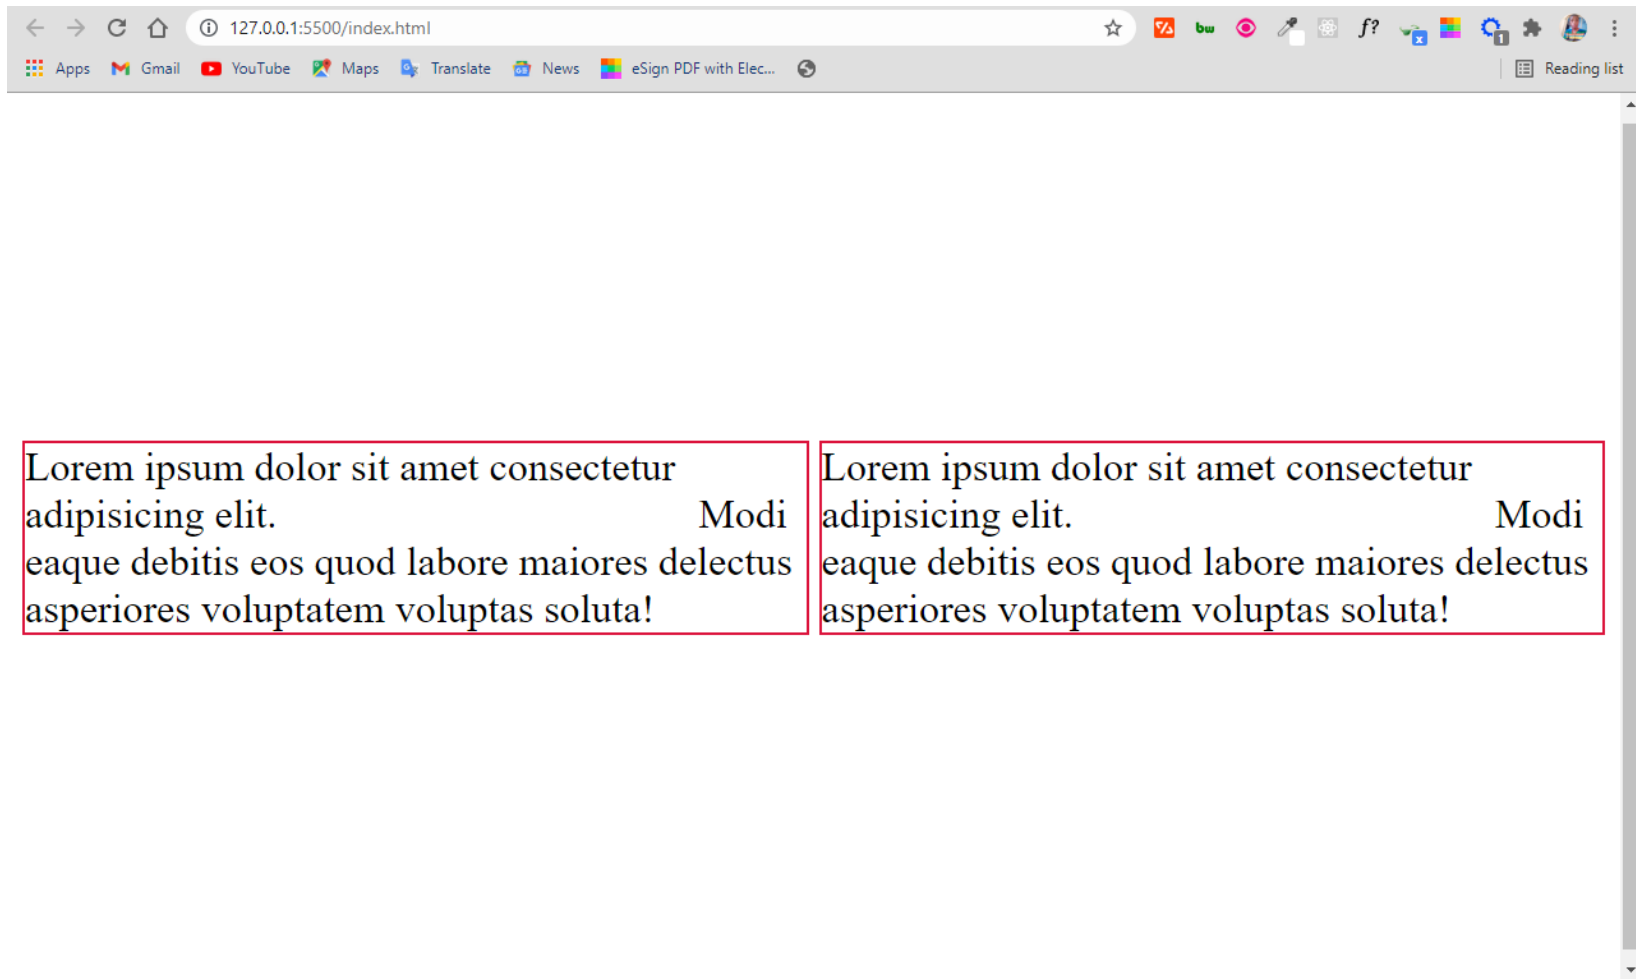 127.0.0.1:5500/index.html
bw
f?
x
1
Apps Gmail YouTube Maps Translate News eSign PDF with Elec... Reading list
Lorem ipsum dolor sit amet consectetur
adipisicing elit. Modi
eaque debitis eos quod labore maiores delectus
asperiores voluptatem voluptas soluta!
Lorem ipsum dolor sit amet consectetur
adipisicing elit. Modi
eaque debitis eos quod labore maiores delectus
asperiores voluptatem voluptas soluta!